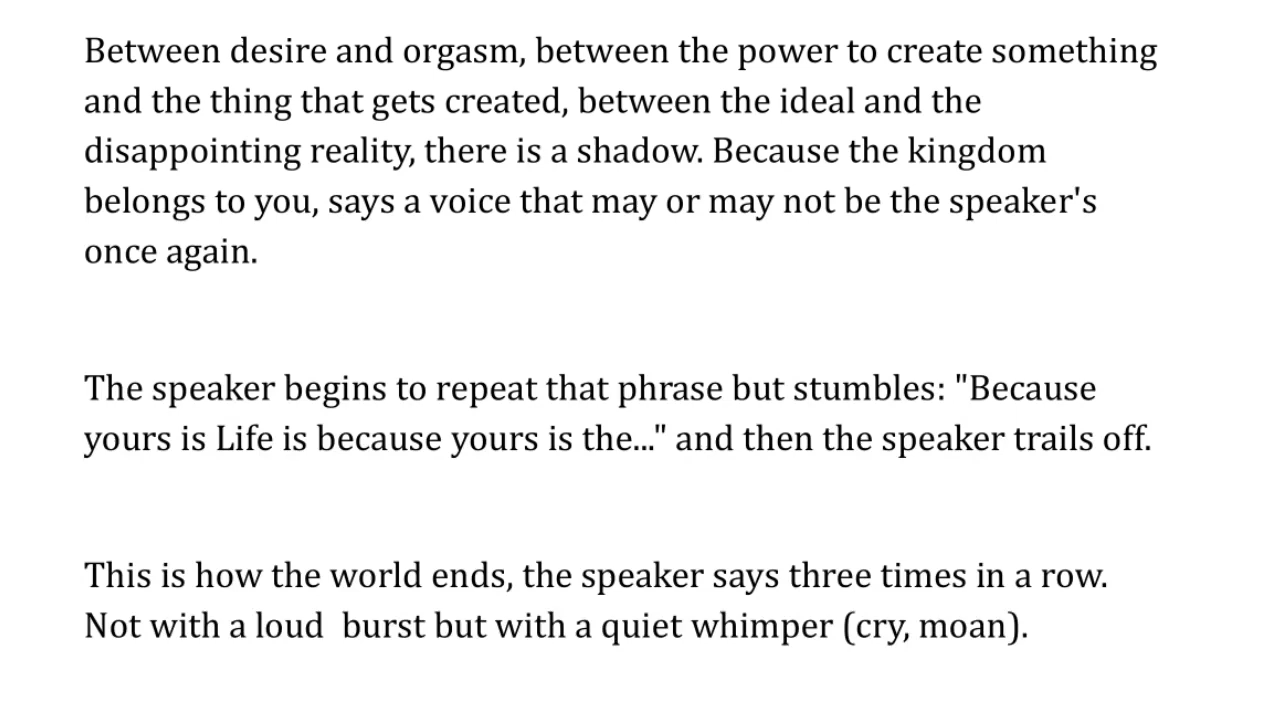 Between desire and orgasm, between the power to create something
and the thing that gets created, between the ideal and the
disappointing reality, there is a shadow. Because the kingdom
belongs to you, says a voice that may or may not be the speaker's
once again.
The speaker begins to repeat that phrase but stumbles: "Because
yours is Life is because yours is the..." and then the speaker trails off.
This is how the world ends, the speaker says three times in a row.
Not with a loud  burst but with a quiet whimper (cry, moan).